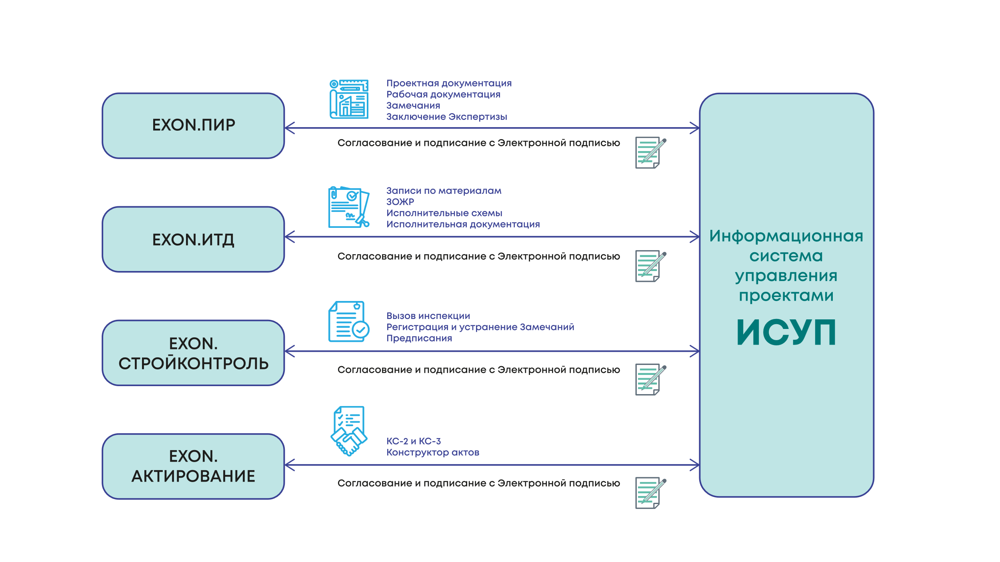 EXON.ПИР
Проектная документация
Рабочая документация
Замечания
Заключение Экспертизы
Согласование и подписание с Электронной подписью
EXON.ИТД
Записи по материалам
ЗОЖР
Исполнительные схемы
Исполнительная документация
Согласование и подписание с Электронной подписью
EXON.
СТРОЙКОНТРОЛЬ
Вызов инспекции
Регистрация и устранение Замечаний
Предписания
Согласование и подписание с Электронной подписью
EXON.
АКТИРОВАНИЕ
КС-2 и КС-3
Конструктор актов
Согласование и подписание с Электронной подписью
Информационная
система
управления
проектами
ИСУП